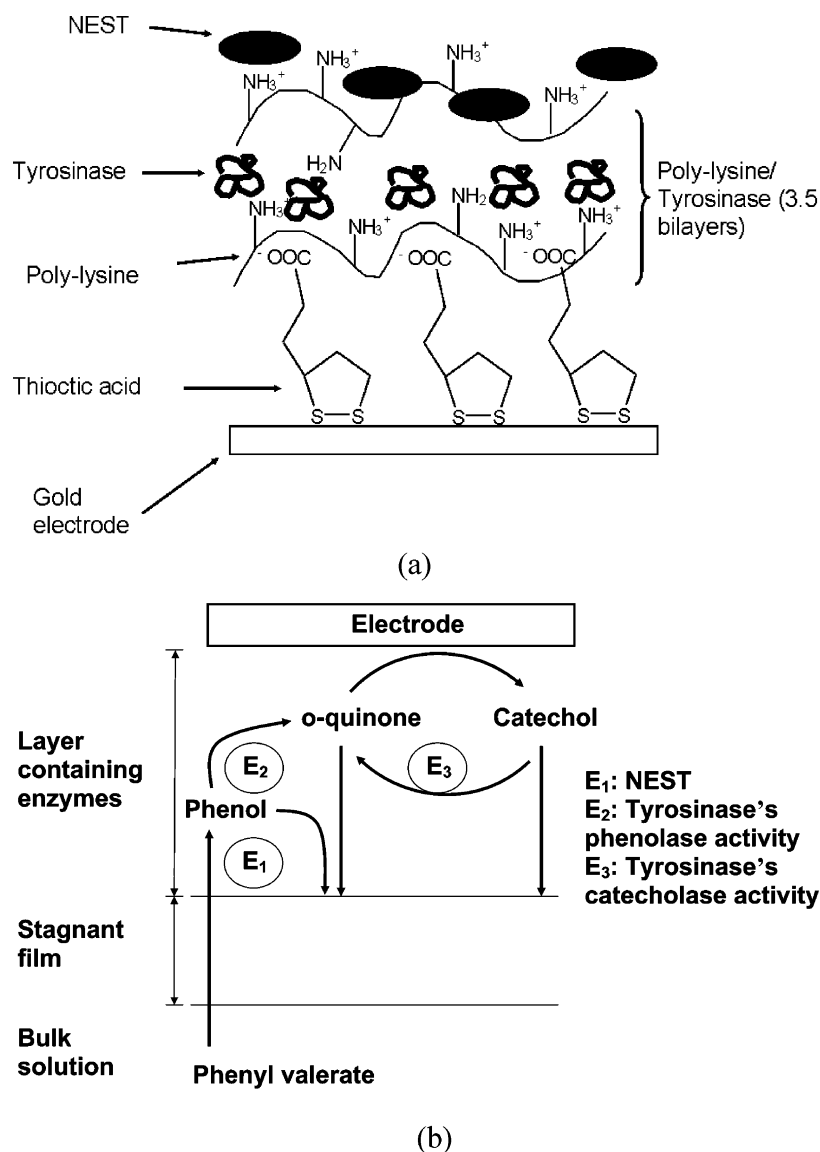 NEST
NH3+
NH3+
NH3+
NH3+
H2N
Tyrosinase
Poly-lysine/
Tyrosinase (3.5
bilayers)
NH3+
NH3+
NH2
NH3+
NH3+
Poly-lysine
-OOC
-OOC
-OOC
Thioctic acid
S S
S S
S S
Gold
electrode
(a)
Electrode
o-quinone
Catechol
Layer
containing
enzymes
E2
E3
Phenol
E1
E1: NEST
E2: Tyrosinase's
phenolase activity
E3: Tyrosinase's
catecholase activity
Stagnant
film
Bulk
solution
Phenyl valerate
(b)